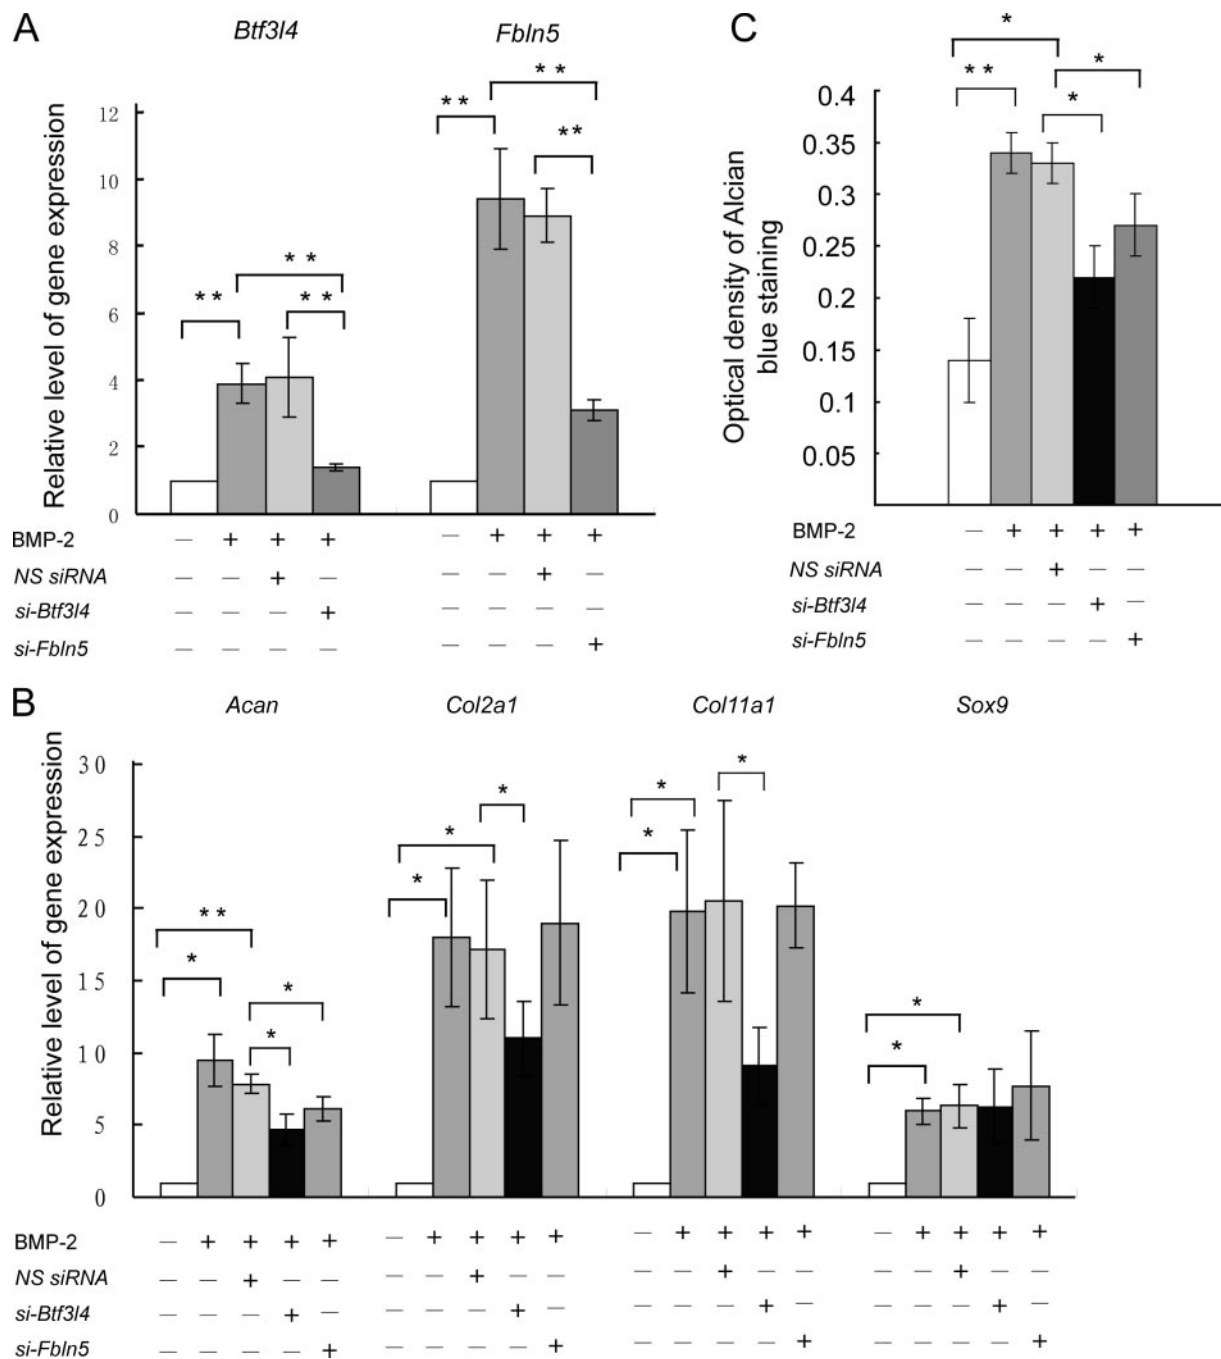 A
Btf3l4 Fbln5
Relative level of gene expression
12
10
8
6
4
2
0
** ** ** ** ** **
BMP-2 — + + + — + + +
NS siRNA — — + — — — + —
si-Btf3l4 — — — + — — — —
si-Fbln5 — — — — — — — +
C
Optical density of Alcian
blue staining
0.4
0.35
0.3
0.25
0.2
0.15
0.1
0.05
* ** * *
BMP-2 — + + + +
NS siRNA — — + — —
si-Btf3l4 — — — + —
si-Fbln5 — — — — +
B
Acan Col2a1 Col11a1 Sox9
Relative level of gene expression
30
25
20
15
10
5
0
** * * * * * * * * * * *
BMP-2 — + + + + — + + + + — + + + + — + + + +
NS siRNA — — + — — — — + — — — — + — — — — + — —
si-Btf3l4 — — — + — — — — + — — — — + — — — — + —
si-Fbln5 — — — — + — — — — + — — — — + — — — — +